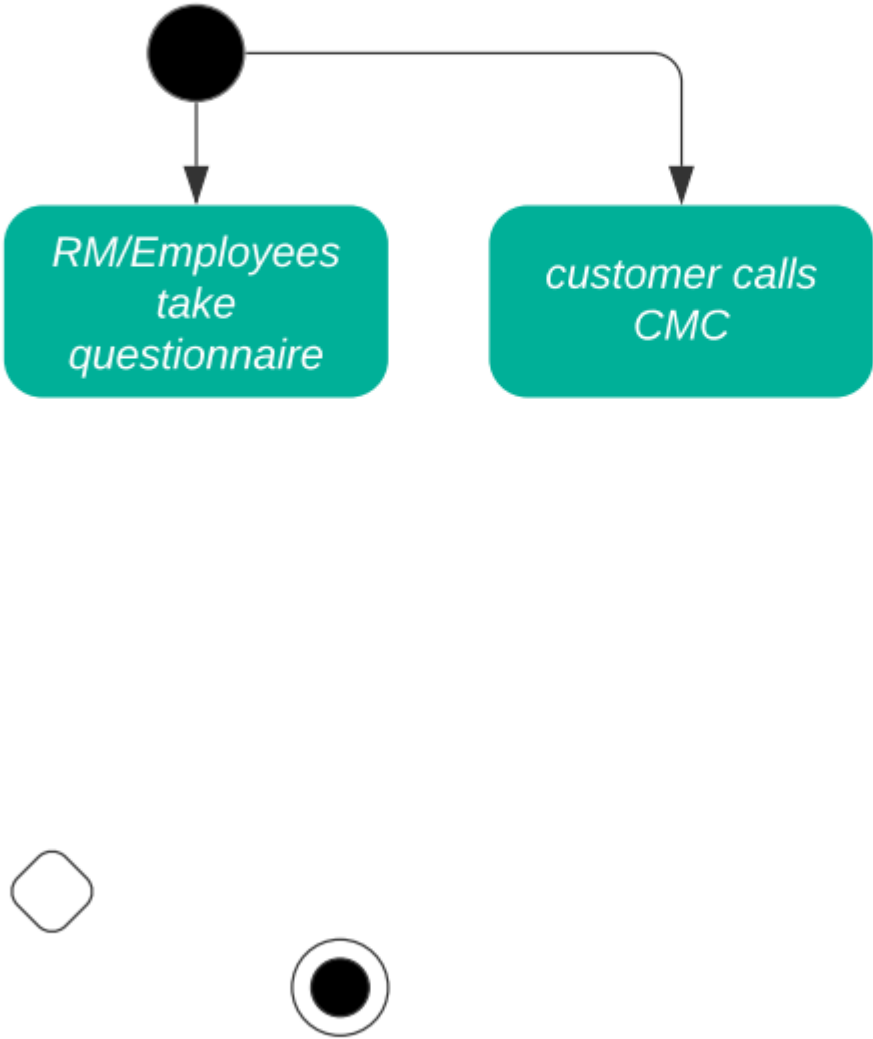 RM/Employees
take
questionnaire
customer calls
CMC